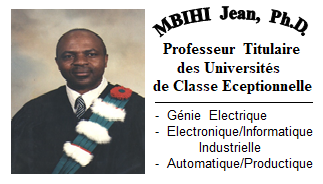 MBIHI Jean, Ph.D.
Professeur Titulaire
des Universités
de Classe Eceptionnelle
- Génie Electrique
- Electronique/Informatique
Industrielle
- Automatique/Productique